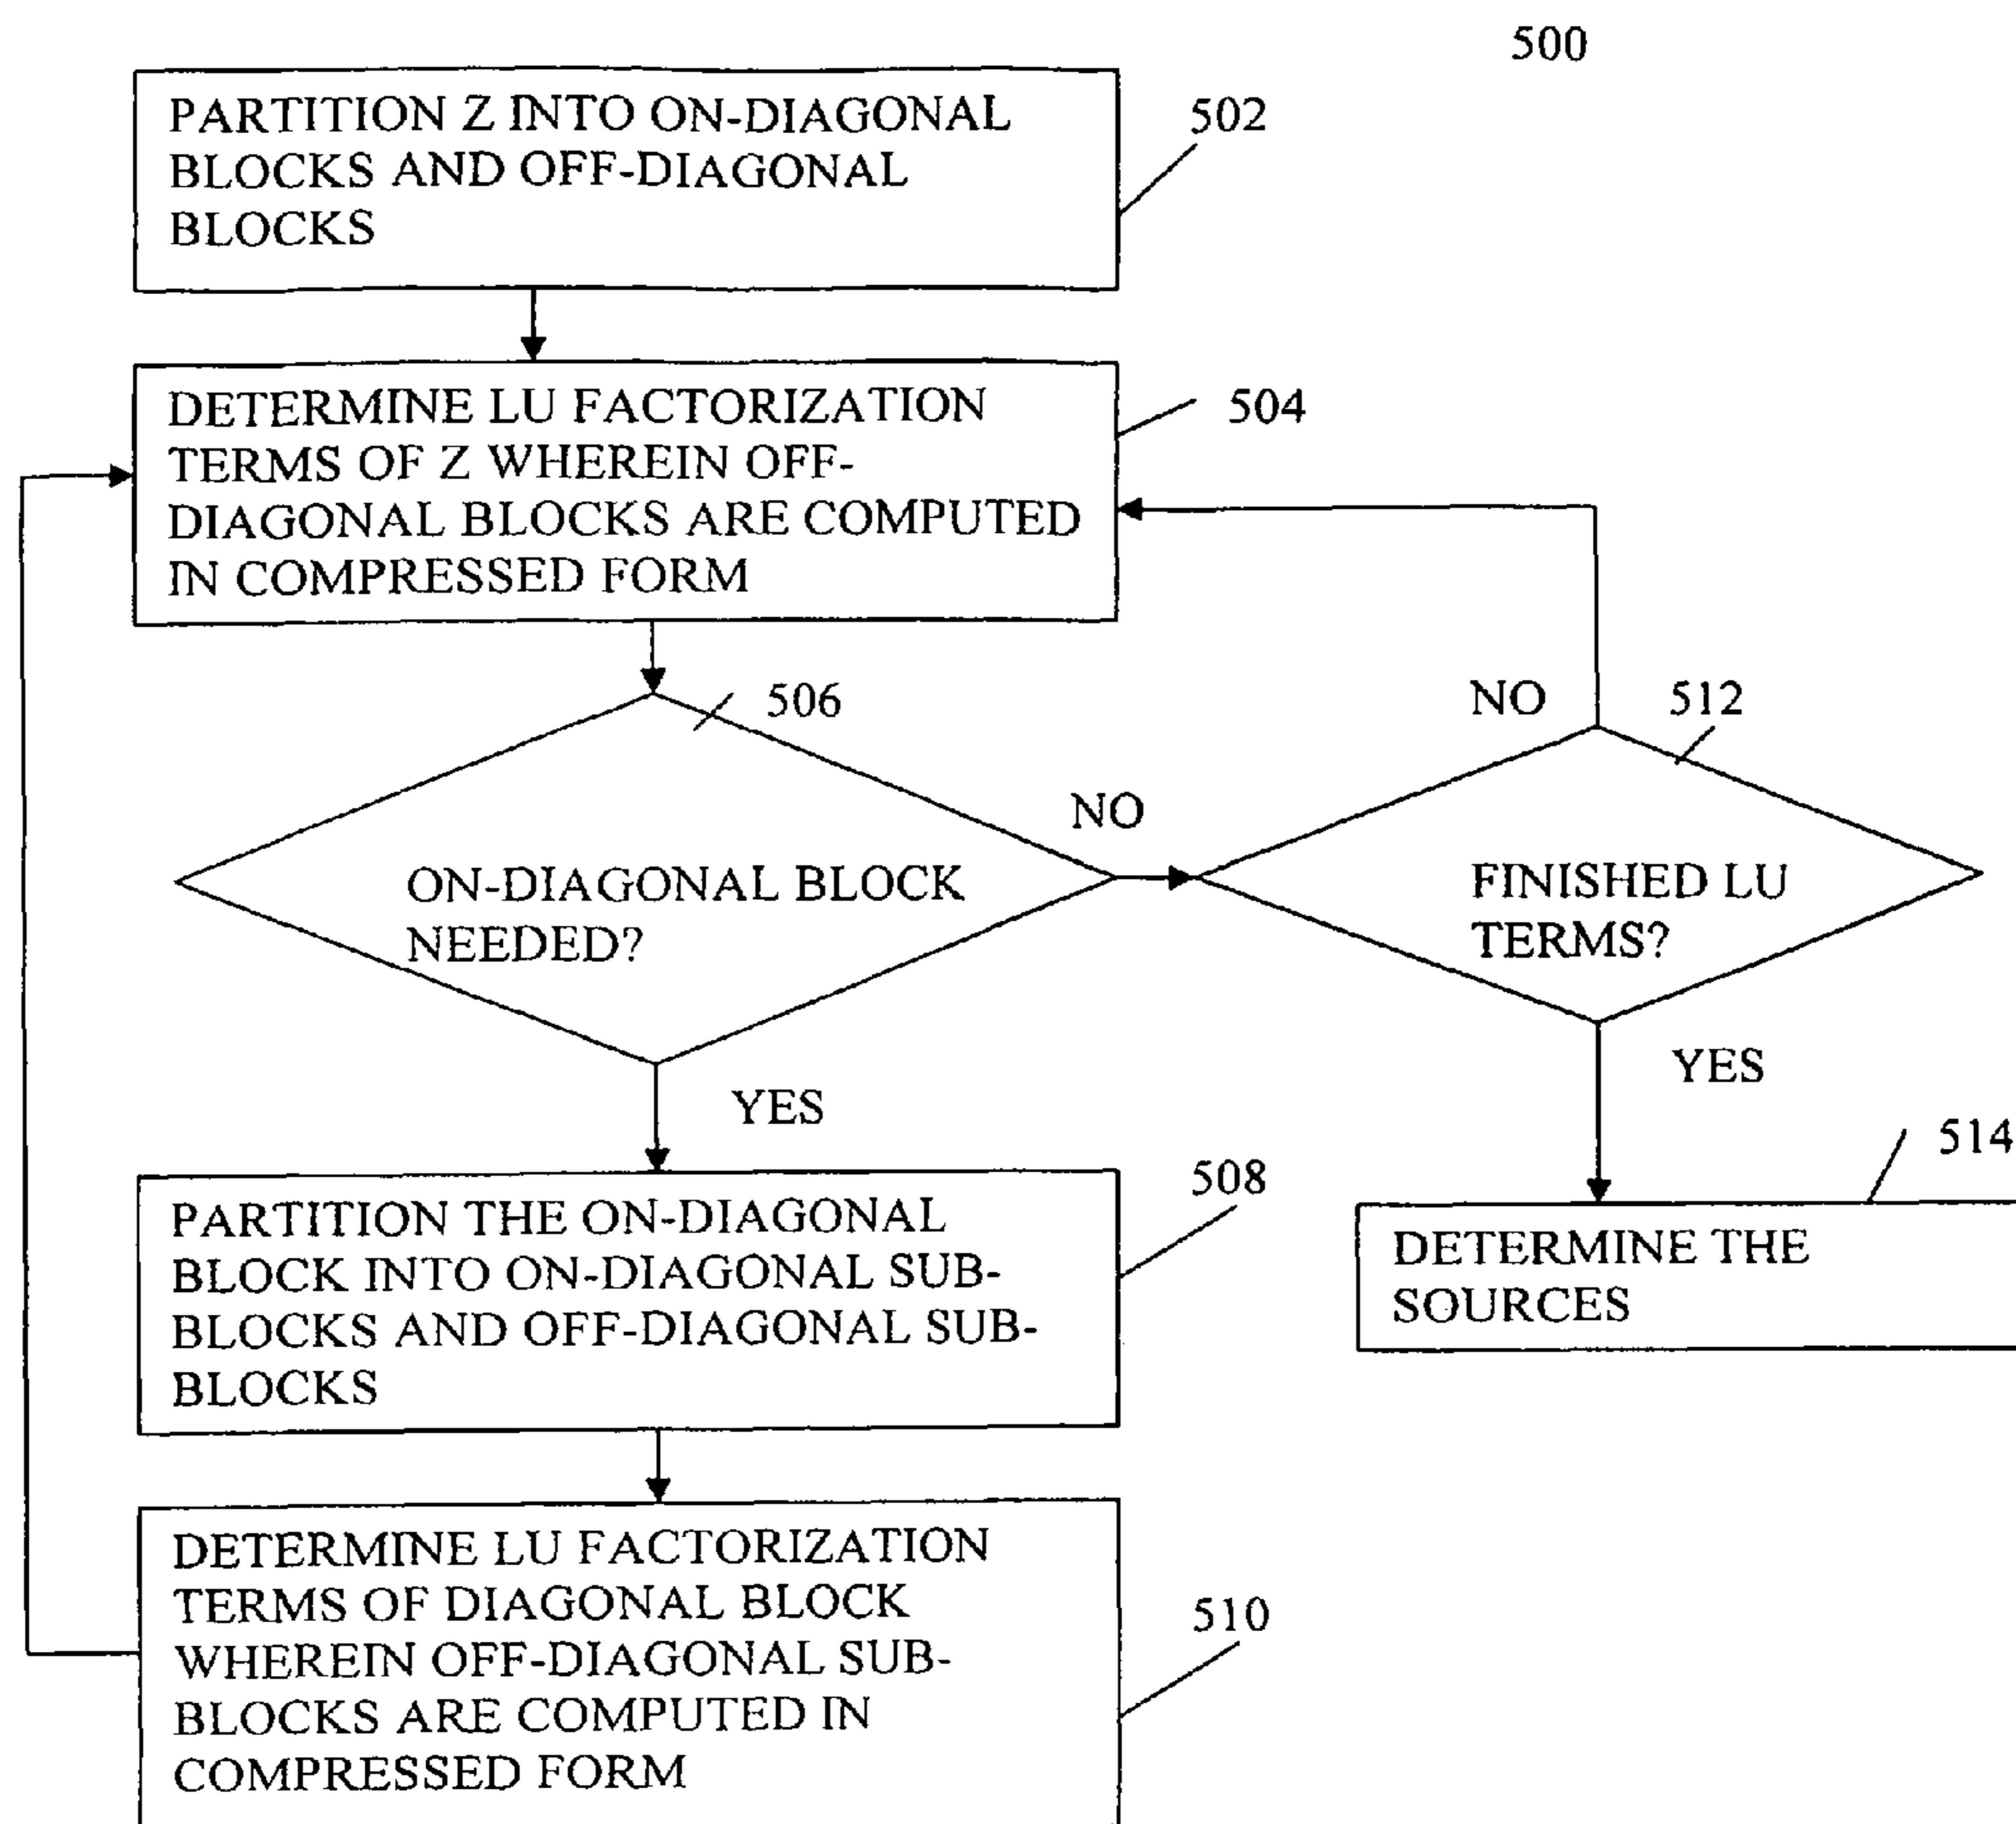 500
PARTITION Z INTO ON-DIAGONAL
BLOCKS AND OFF-DIAGONAL
BLOCKS
502
DETERMINE LU FACTORIZATION
TERMS OF Z WHEREIN OFF-
DIAGONAL BLOCKS ARE COMPUTED
IN COMPRESSED FORM
504
506
NO
512
NO
ON-DIAGONAL BLOCK
NEEDED?
FINISHED LU
TERMS?
YES
YES
PARTITION THE ON-DIAGONAL
BLOCK INTO ON-DIAGONAL SUB-
BLOCKS AND OFF-DIAGONAL SUB-
BLOCKS
508
514
DETERMINE THE
SOURCES
DETERMINE LU FACTORIZATION
TERMS OF DIAGONAL BLOCK
WHEREIN OFF-DIAGONAL SUB-
BLOCKS ARE COMPUTED IN
COMPRESSED FORM
510